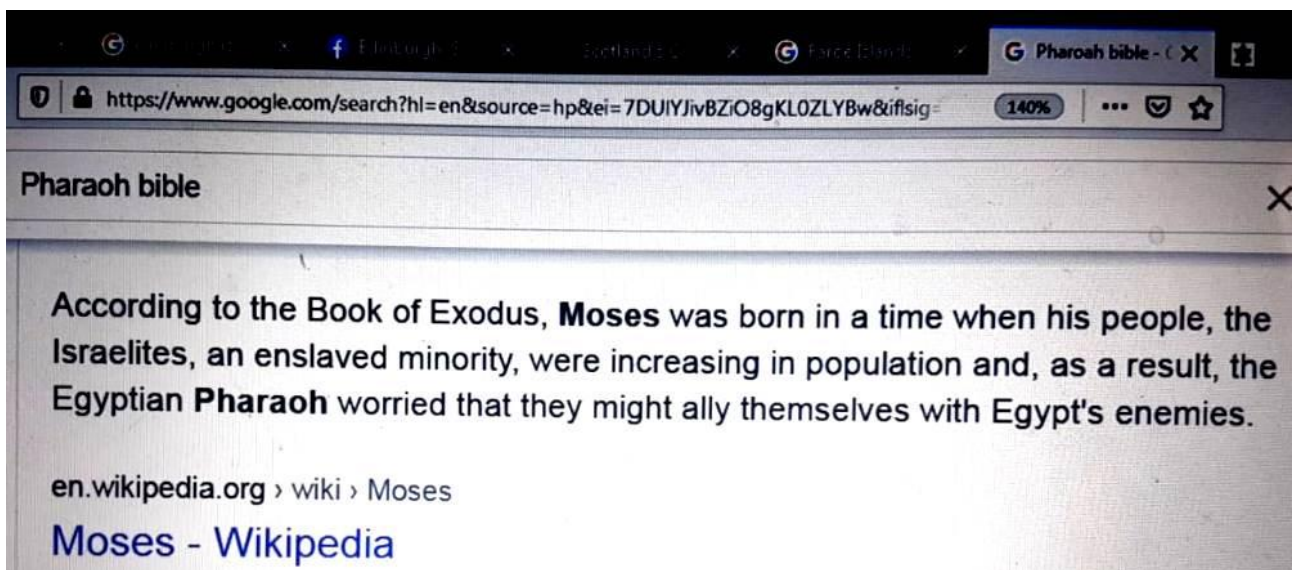 Pharoah bible - (
https://www.google.com/search?hl=en&source=hp&ei=7DUIYJivBZiO8gKL0ZLYBw&iflsig=
140%
Pharaoh bible
According to the Book of Exodus, Moses was born in a time when his people, the
Israelites, an enslaved minority, were increasing in population and, as a result, the
Egyptian Pharaoh worried that they might ally themselves with Egypt's enemies.
en.wikipedia.org › wiki › Moses
Moses - Wikipedia